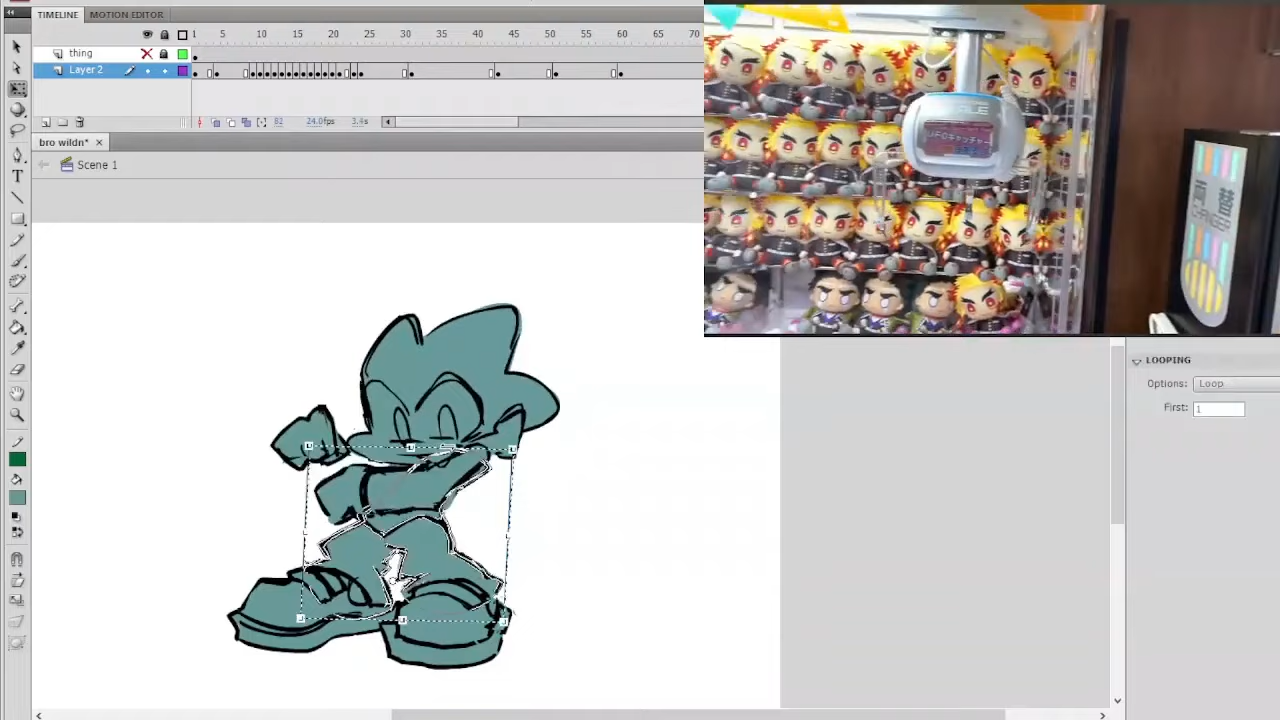 TIMELINE
MOTION EDITOR
1 5 10 15 20 25 30 35 40 45 50 55 60 65 70
thing
Layer 2
24.0fps
3.4s
bro wildn*
Scene 1
UFOキャッチャー
LOOPING
Options:
Loop
First:
1